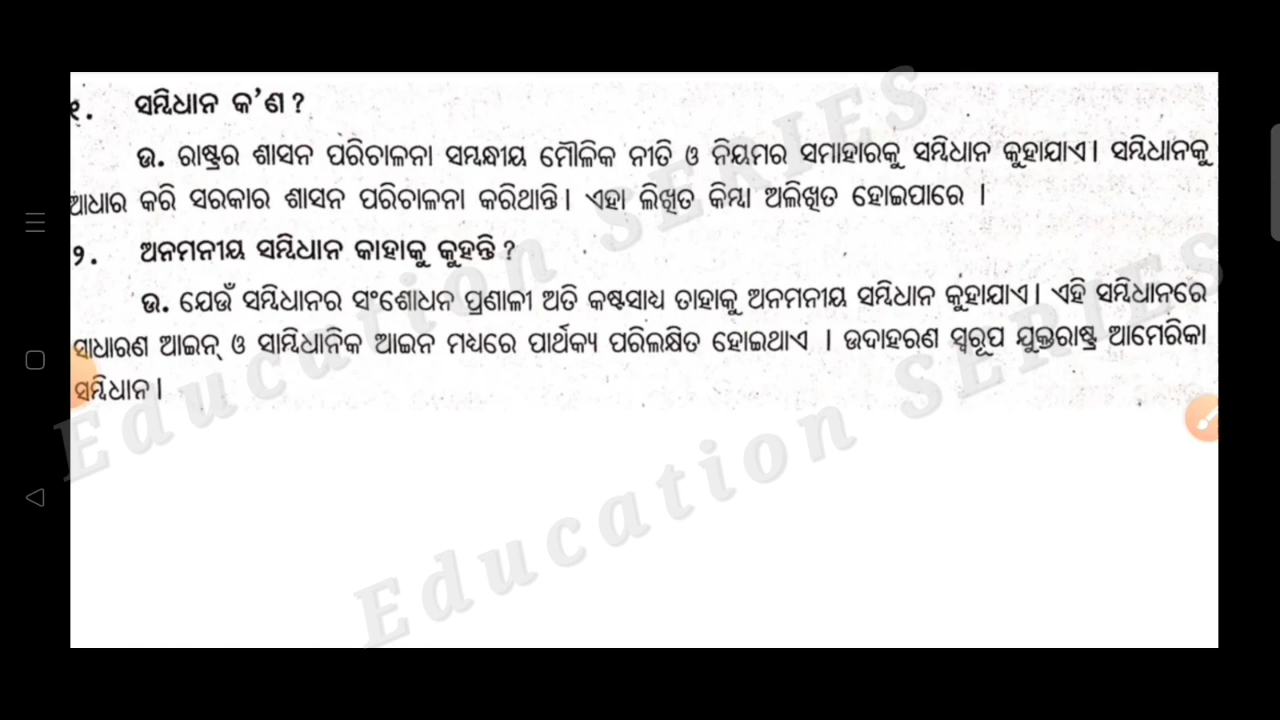 ୧. ସମ୍ବିଧାନ କ'ଣ ?
ଉ. ରାଷ୍ଟ୍ରର ଶାସନ ପରିଚାଳନା ସମ୍ବନ୍ଧୀୟ ମୌଳିକ ନୀତି ଓ ନିୟମର ସମାହାରକୁ ସମ୍ବିଧାନ କୁହାଯାଏ। ସମ୍ବିଧାନକୁ
ଆଧାର କରି ସରକାର ଶାସନ ପରିଚାଳନା କରିଥାନ୍ତି। ଏହା ଲିଖିତ କିମ୍ବା ଅଲିଖିତ ହୋଇପାରେ ।
୨. ଅନମନୀୟ ସମ୍ବିଧାନ କାହାକୁ କୁହନ୍ତି ?
ଉ. ଯେଉଁ ସମ୍ବିଧାନର ସଂଶୋଧନ ପ୍ରଣାଳୀ ଅତି କଷ୍ଟସାଧ୍ୟ ତାହାକୁ ଅନମନୀୟ ସମ୍ବିଧାନ କୁହାଯାଏ। ଏହି ସମ୍ବିଧାନରେ
ସାଧାରଣ ଆଇନ୍ ଓ ସାମ୍ବିଧାନିକ ଆଇନ ମଧ୍ୟରେ ପାର୍ଥକ୍ୟ ପରିଲକ୍ଷିତ ହୋଇଥାଏ । ଉଦାହରଣ ସ୍ୱରୂପ ଯୁକ୍ତରାଷ୍ଟ୍ର ଆମେରିକା
ସମ୍ବିଧାନ।
Education SERIES
Education SERIES